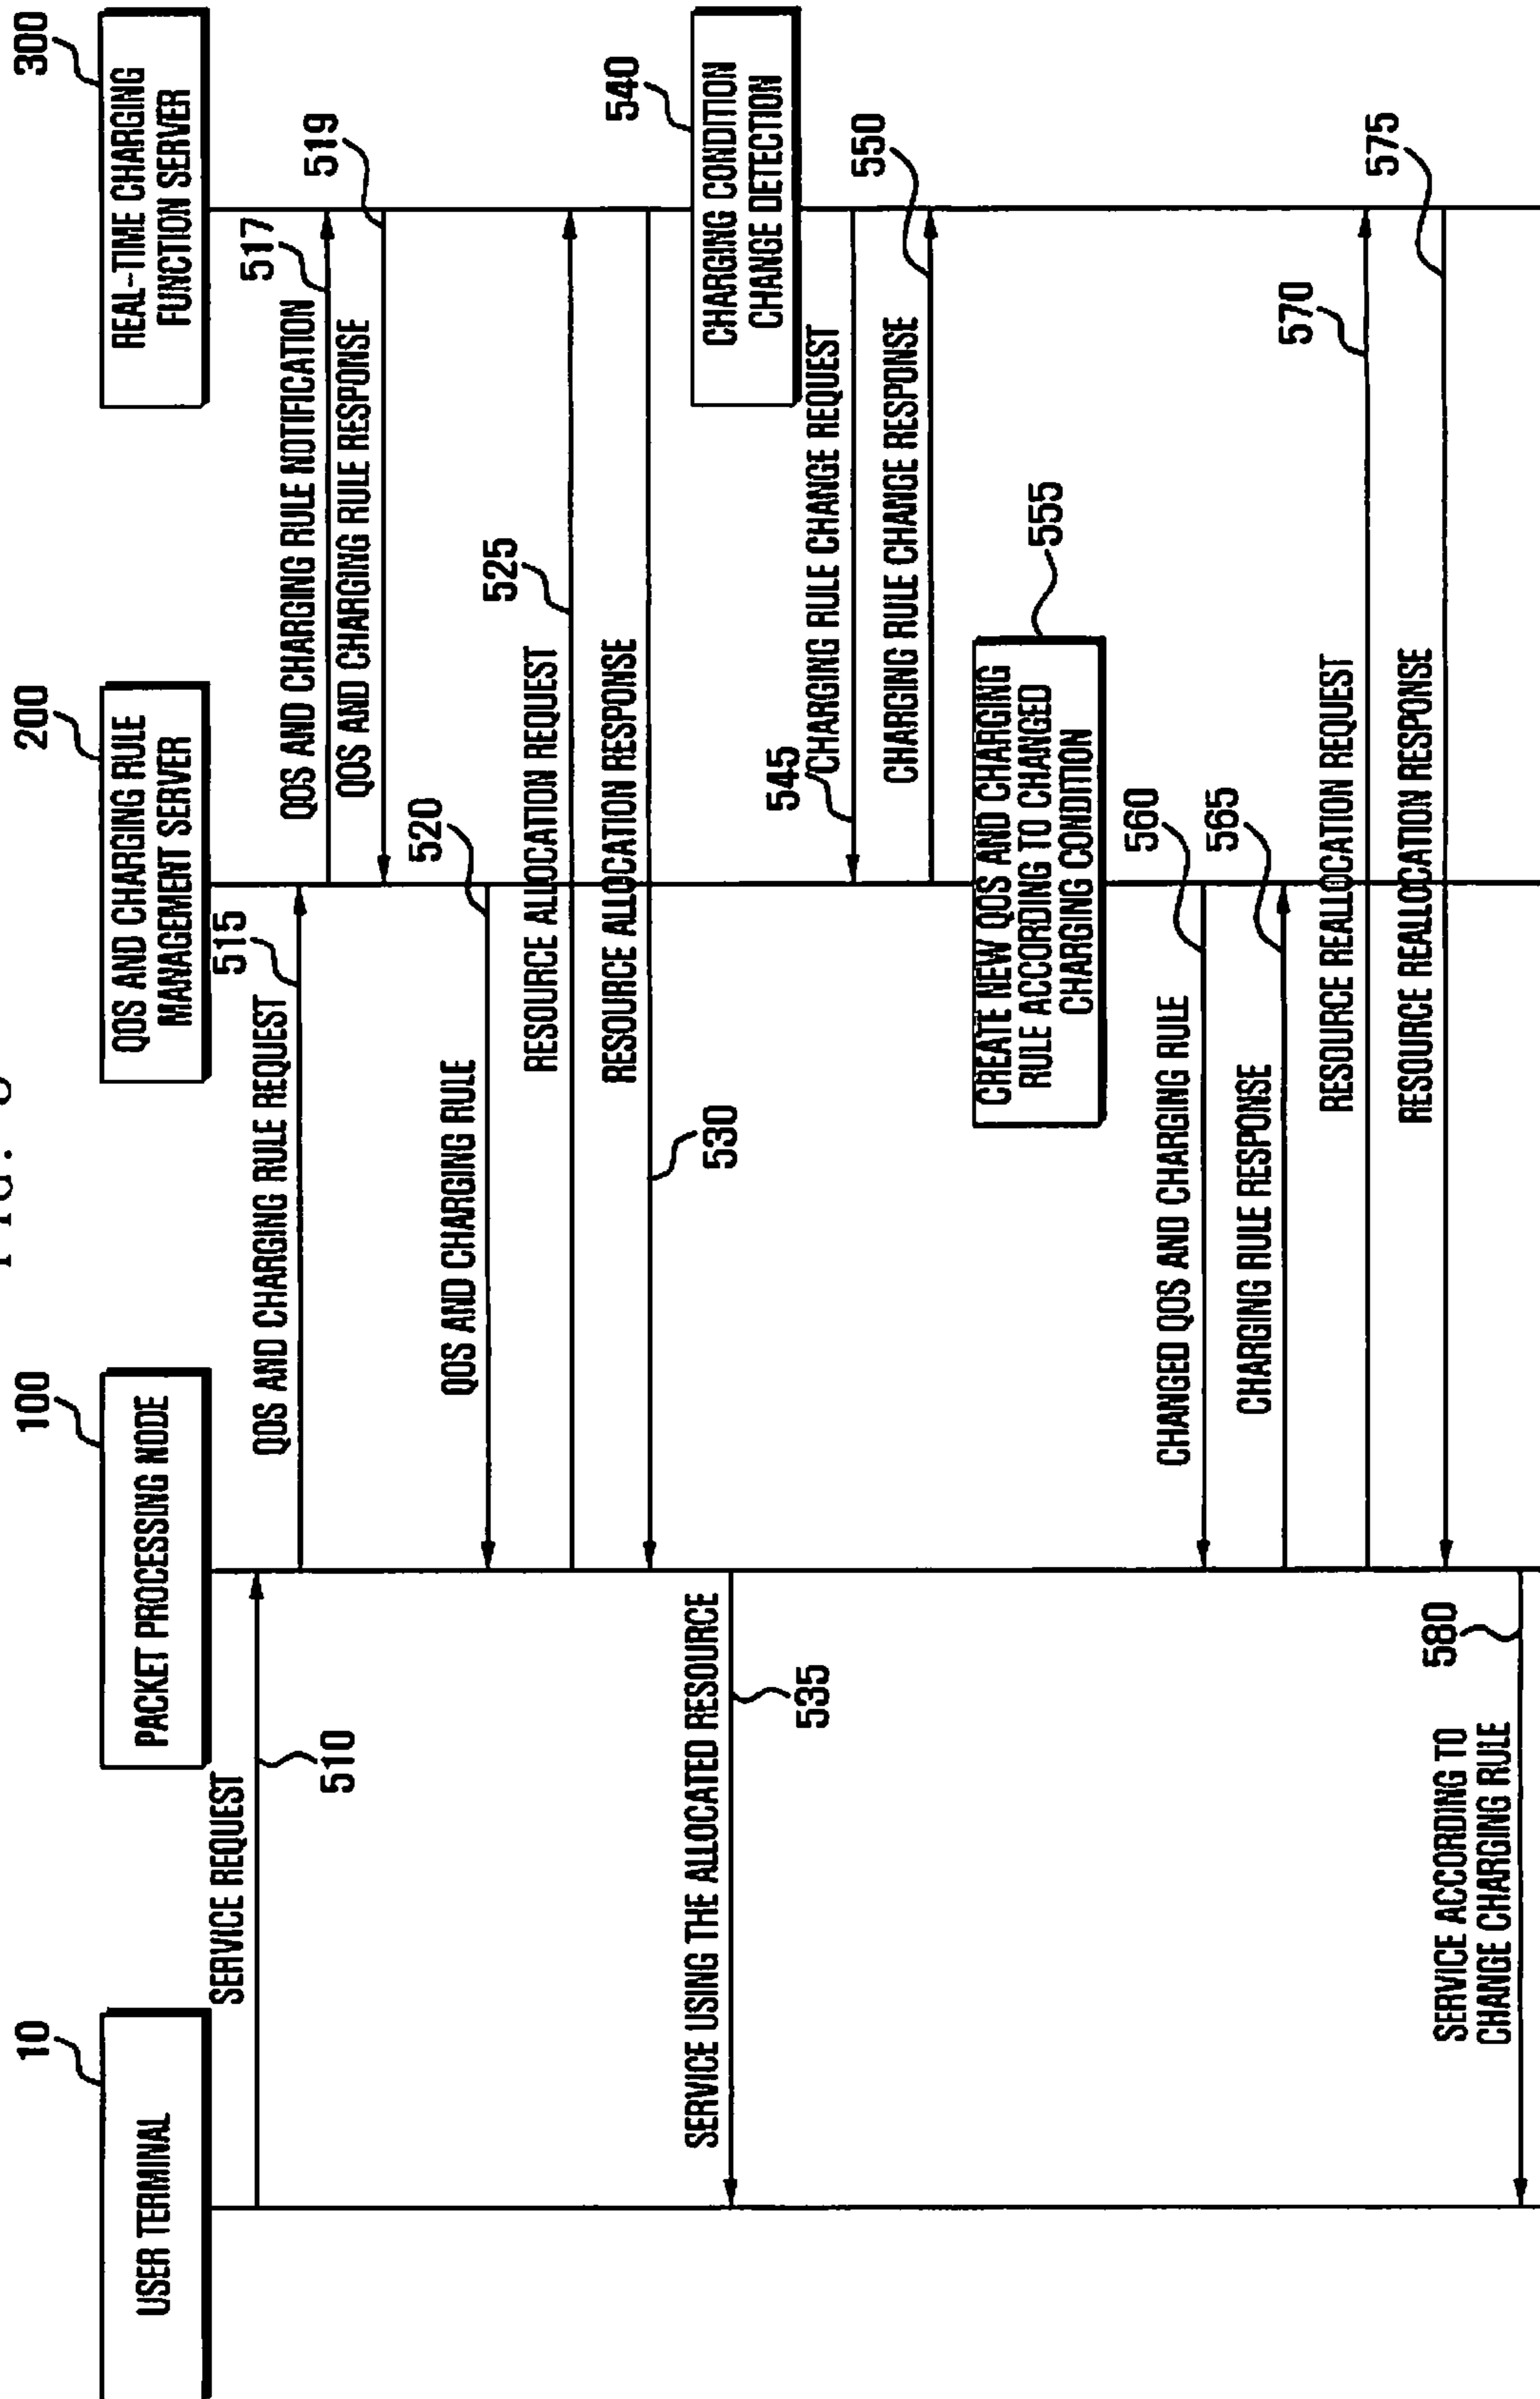 FIG.
10
100
200
300
USER TERMINAL
PACKET PROCESSING NODE
QOS AND CHARGING RULE
MANAGEMENT SERVER
REAL-TIME CHARGING
FUNCTION SERVER
SERVICE REQUEST
510
QOS AND CHARGING RULE REQUEST
515
QOS AND CHARGING RULE NOTIFICATION
517
QOS AND CHARGING RULE RESPONSE
519
QOS AND CHARGING RULE
520
RESOURCE ALLOCATION REQUEST
525
RESOURCE ALLOCATION RESPONSE
530
SERVICE USING THE ALLOCATED RESOURCE
535
540
CHARGING CONDITION
CHANGE DETECTION
545
CHARGING RULE CHANGE REQUEST
CHARGING RULE CHANGE RESPONSE
550
CREATE NEW QOS AND CHARGING
RULE ACCORDING TO CHANGED
CHARGING CONDITION
555
CHANGED QOS AND CHARGING RULE
560
CHARGING RULE RESPONSE
565
RESOURCE REALLOCATION REQUEST
570
RESOURCE REALLOCATION RESPONSE
575
SERVICE ACCORDING TO
CHANGE CHARGING RULE
580